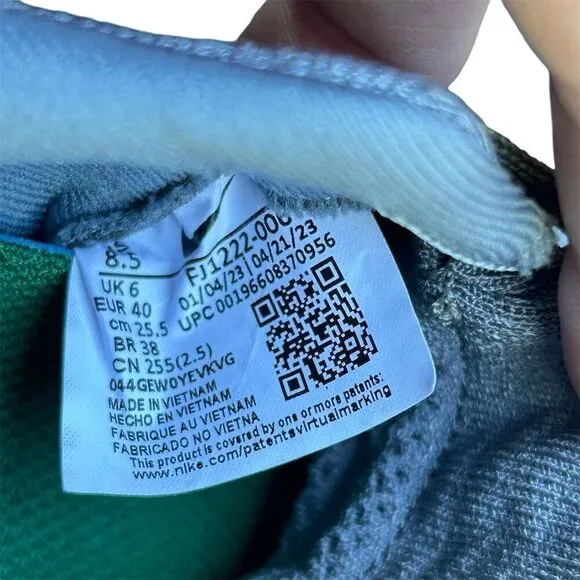 8.5
UK 6
EUR 40
cm 25.5
BR 38
CN 255(2.5)
044GEW0YEVKVG
MADE IN VIETNAM
HECHO EN VIETNAM
FABRIQUE AU VIETNAM
FABRICADO NO VIETNA
FJ1222-000
01/04/23 /04/21/23
UPC 00196608370956
This product is covered by one or more patents:
www.nike.com/patentsvirtualmarking